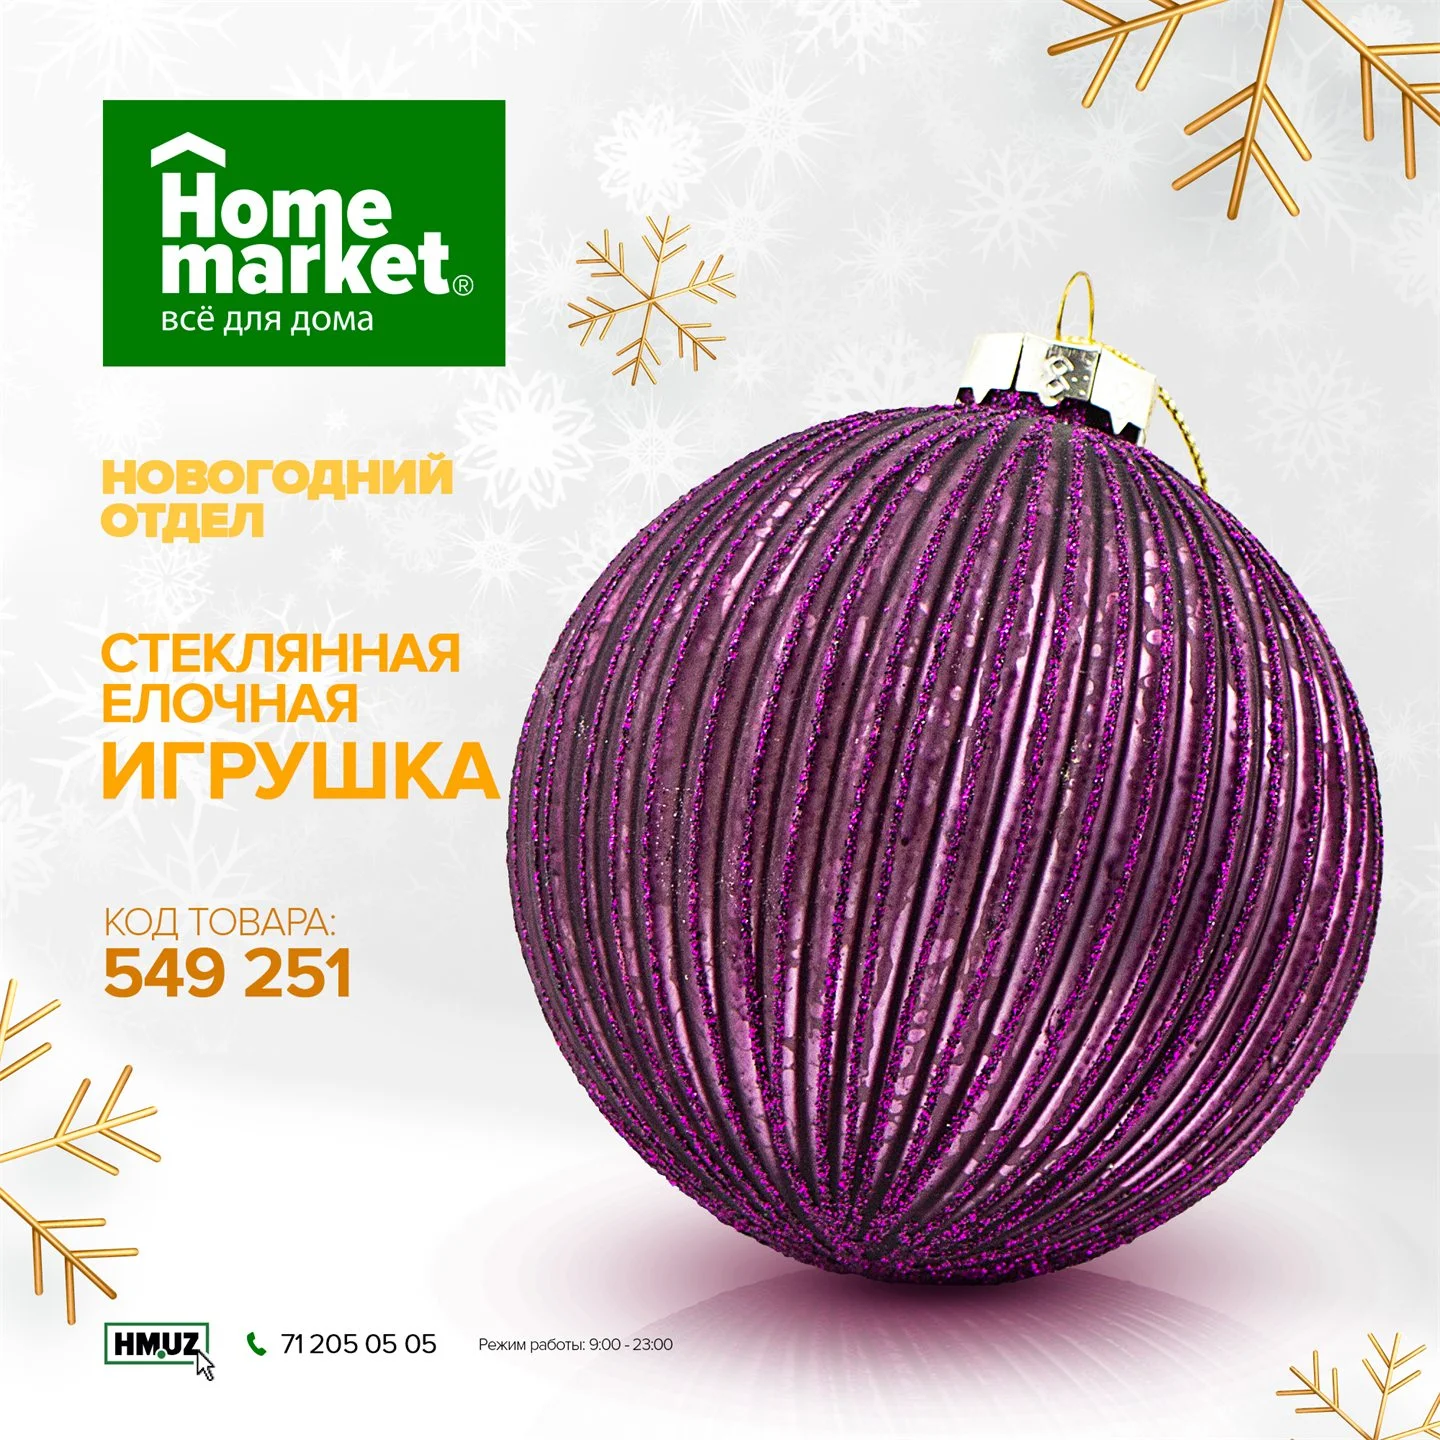 Home
market®
всё для дома
НОВОГОДНИЙ
ОТДЕЛ
СТЕКЛЯННАЯ
ЕЛОЧНАЯ
ИГРУШКА
КОД ТОВАРА:
549 251
HM.UZ
71 205 05 05
Режим работы: 9:00 - 23:00